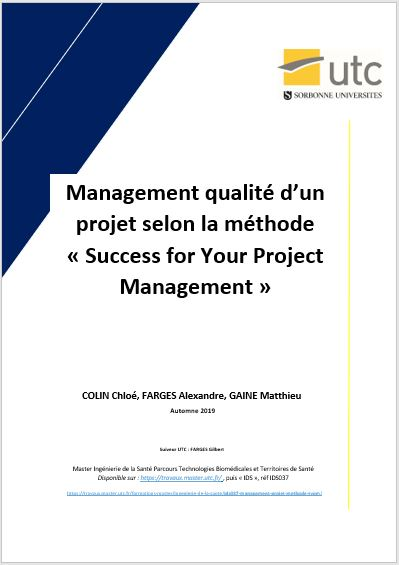 utc
SORBONNE UNIVERSITES
Management qualité d’un
projet selon la méthode
« Success for Your Project
Management »
COLIN Chloé, FARGES Alexandre, GAINE Matthieu
Automne 2019
Suiveur UTC : FARGES Gilbert
Master Ingénierie de la Santé Parcours Technologies Biomédicales et Territoires de Santé
Disponible sur : https://travaux.master.utc.fr/ , puis « IDS », réf IDS037